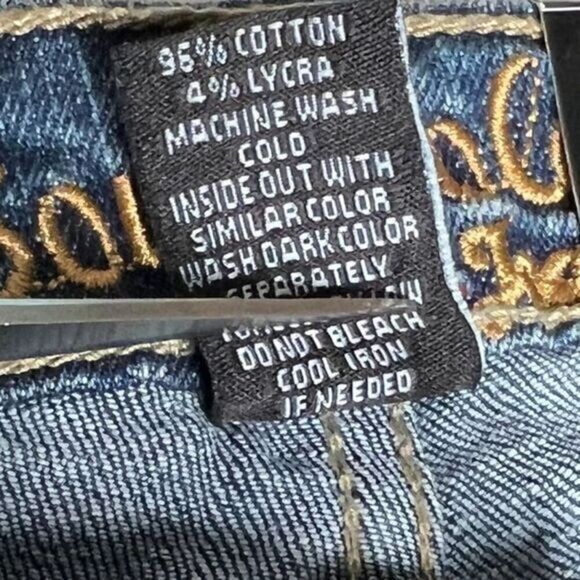 96% COTTON
4% LYCRA
MACHINE WASH
COLD
INSIDE OUT WITH
SIMILAR COLOR
WASH DARK COLOR
SEPARATELY
DO NOT BLEACH
COOL IRON
IF NEEDED